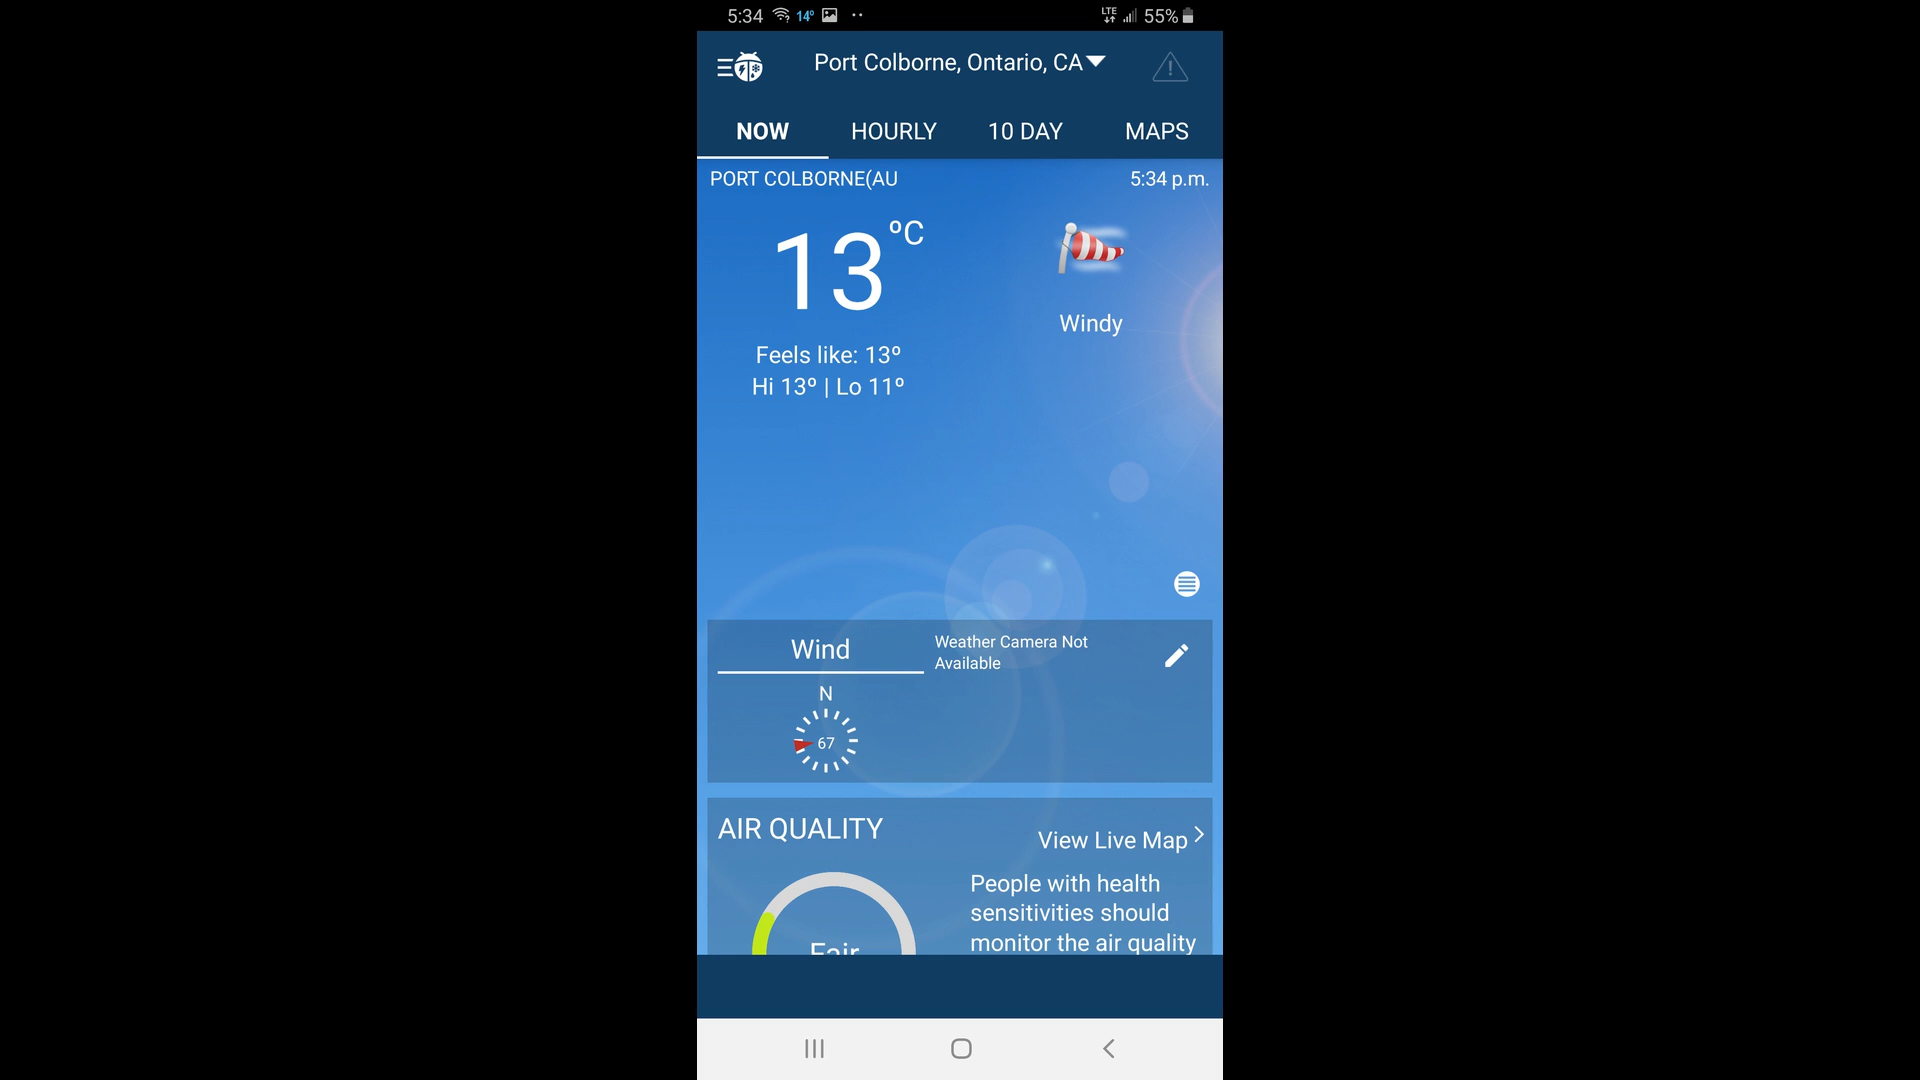 5:34 14° LTE 55%
Port Colborne, Ontario, CA
NOW HOURLY 10 DAY MAPS
PORT COLBORNE(AU 5:34 p.m.
13°C
Windy
Feels like: 13°
Hi 13° | Lo 11°
Wind
Weather Camera Not
Available
N
67
AIR QUALITY
View Live Map
People with health
sensitivities should
monitor the air quality
Fair